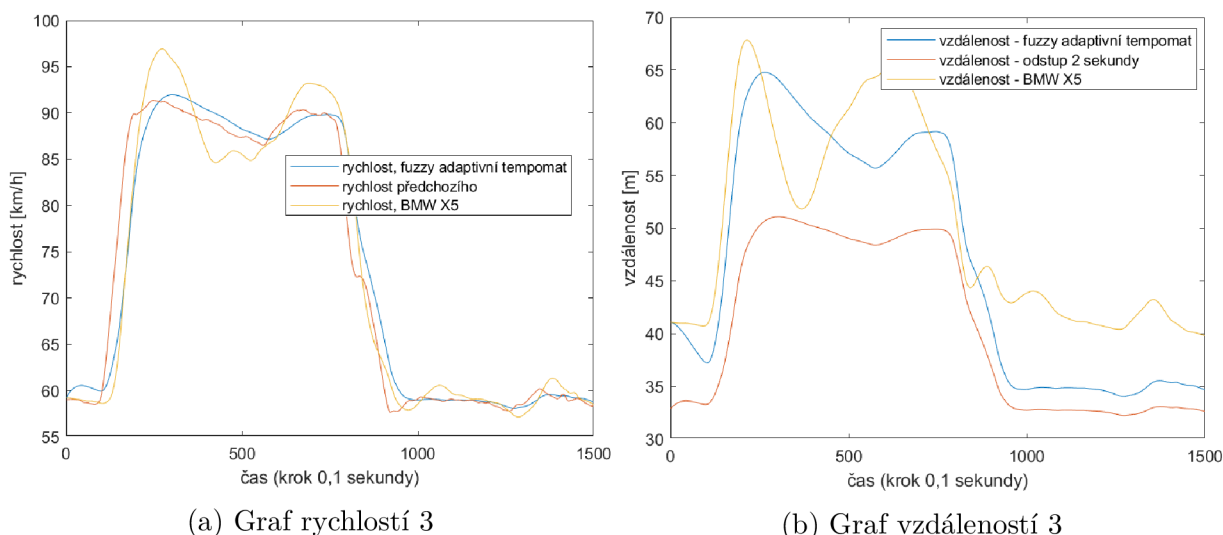 100
95
90
85
80
75
70
65
60
55
rychlost [km/h]
0
500
1000
1500
čas (krok 0,1 sekundy)
rychlost, fuzzy adaptivní tempomat
rychlost předchozího
rychlost, BMW X5
(a) Graf rychlostí 3
70
65
60
55
50
45
40
35
30
vzdálenost [m]
0
500
1000
1500
čas (krok 0,1 sekundy)
vzdálenost - fuzzy adaptivní tempomat
vzdálenost - odstup 2 sekundy
vzdálenost - BMW X5
(b) Graf vzdáleností 3